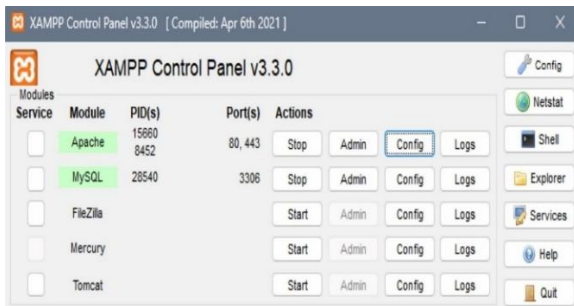 XAMPP Control Panel v3.3.0 [ Compiled: Apr 6th 2021 ]
XAMPP Control Panel v3.3.0
Config
Modules
Service Module PID(s) Port(s) Actions
Netstat
Apache 15660 8452 80, 443 Stop Admin Config Logs
Shell
MySQL 28540 3306 Stop Admin Config Logs
Explorer
FileZilla Start Admin Config Logs
Services
Mercury Start Admin Config Logs
Help
Tomcat Start Admin Config Logs
Quit